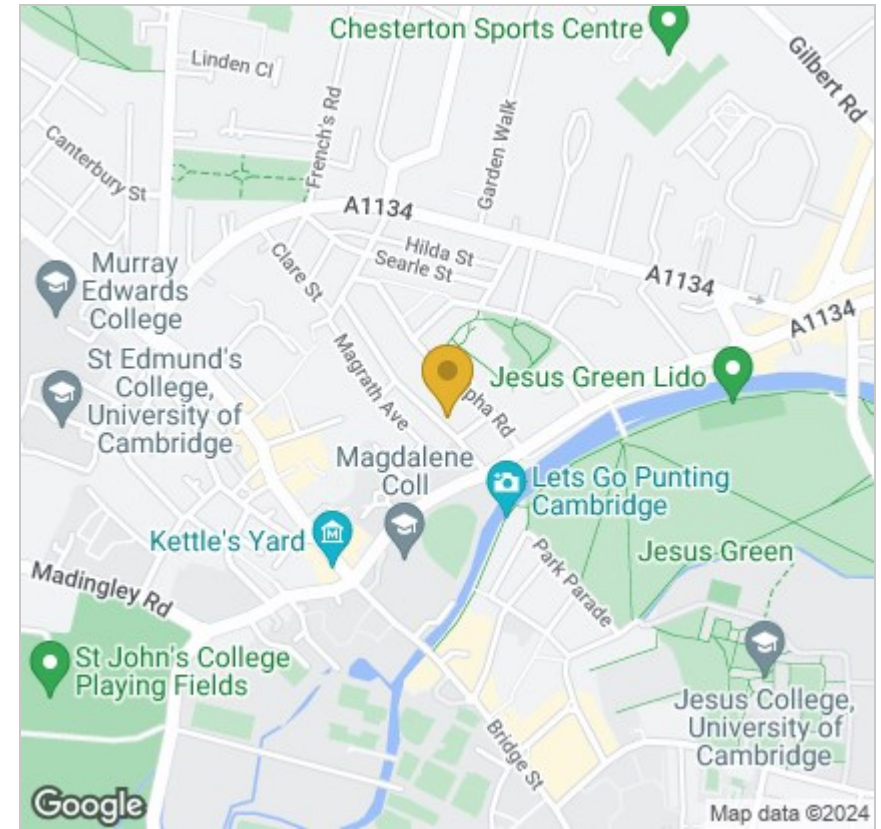 Chesterton Sports Centre
Gilbert Rd
Linden Cl
French's Rd
Garden Walk
Canterbury St
A1134
Hilda St
Searle St
Clare St
A1134
A1134
Murray
Edwards
College
St Edmund's
College,
University of
Cambridge
Magrath Ave
Jesus Green Lido
pha Rd
Magdalene
Coll
Lets Go Punting
Cambridge
Kettle's Yard
Jesus Green
Park Parade
Madingley Rd
St John's College
Playing Fields
Jesus College,
University of
Cambridge
Bridge St
Google
Map data ©2024